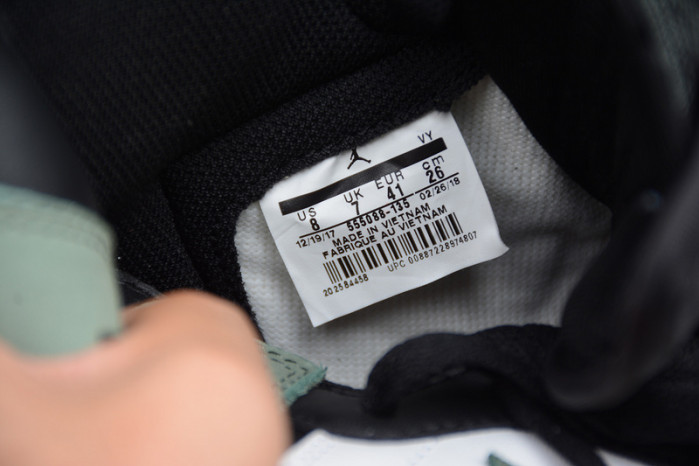 VY
US UK EUR cm
8 7 41 26
12/19/17 555088-135 02/26/18
MADE IN VIETNAM
FABRIQUE AU VIETNAM
202584458 UPC 00887228974807